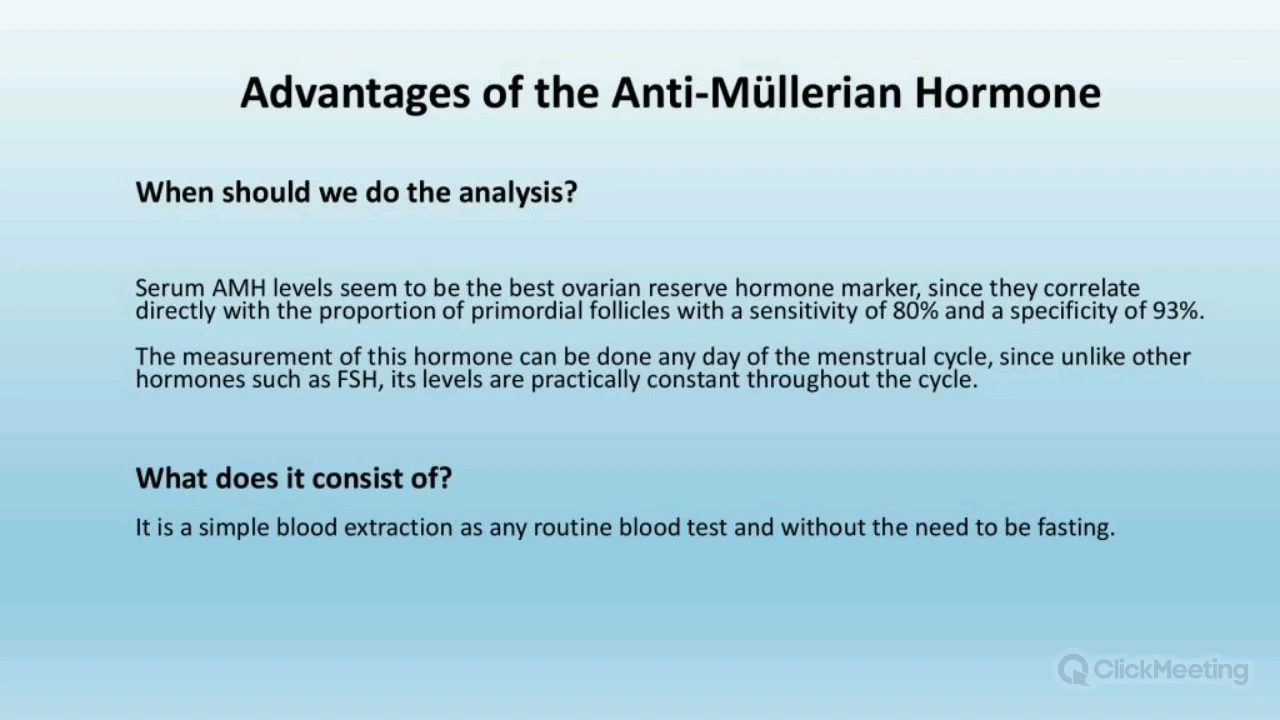 Advantages of the Anti-Müllerian Hormone
When should we do the analysis?
Serum AMH levels seem to be the best ovarian reserve hormone marker, since they correlate
directly with the proportion of primordial follicles with a sensitivity of 80% and a specificity of 93%.
The measurement of this hormone can be done any day of the menstrual cycle, since unlike other
hormones such as FSH, its levels are practically constant throughout the cycle.
What does it consist of?
It is a simple blood extraction as any routine blood test and without the need to be fasting.
ClickMeeting